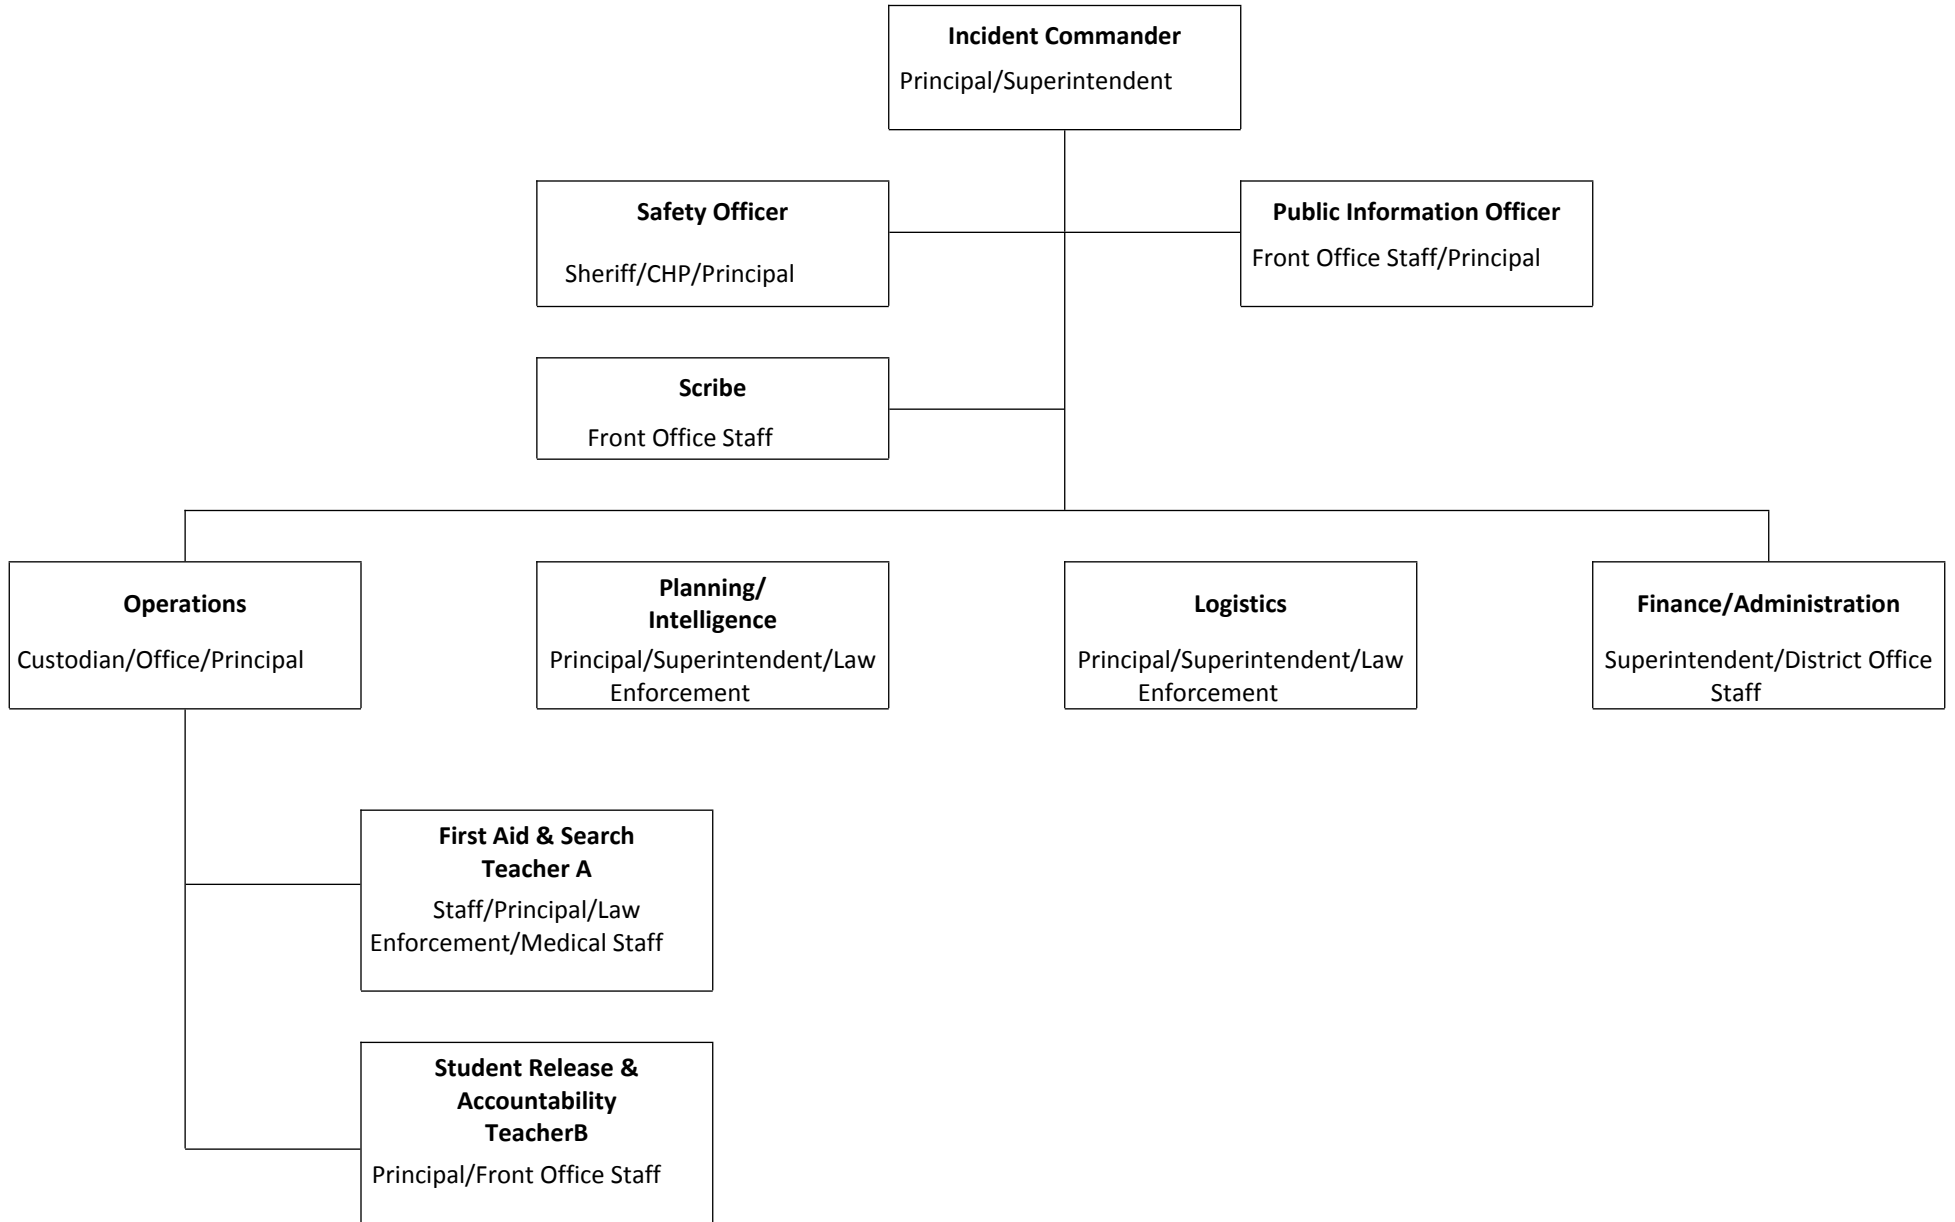 Incident Commander
Principal/Superintendent
Safety Officer
Sheriff/CHP/Principal
Public Information Officer
Front Office Staff/Principal
Scribe
Front Office Staff
Operations
Custodian/Office/Principal
Planning/
Intelligence
Principal/Superintendent/Law
Enforcement
Logistics
Principal/Superintendent/Law
Enforcement
Finance/Administration
Superintendent/District Office
Staff
First Aid & Search
Teacher A
Staff/Principal/Law
Enforcement/Medical Staff
Student Release &
Accountability
TeacherB
Principal/Front Office Staff